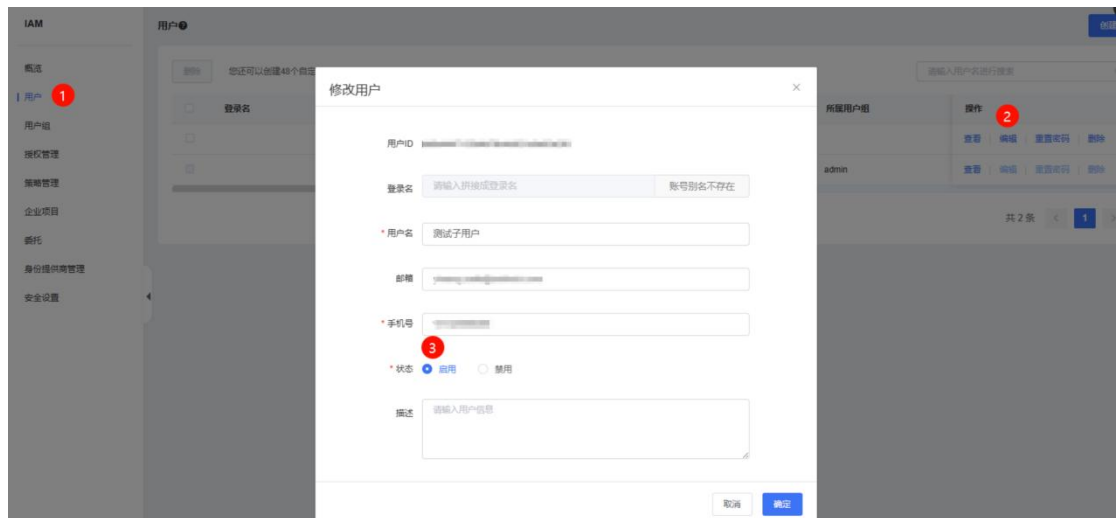 IAM
用户
创建
概览
用户 1
用户组
授权管理
策略管理
企业项目
委托
身份提供商管理
安全设置
删除 您还可以创建48个自定
请输入用户名进行搜索
登录名 所属用户组 操作
2
查看 编辑 重置密码 删除
admin 查看 编辑 重置密码 删除
共 2 条 < 1 >
修改用户 ×
用户ID
登录名 请输入拼接成登录名 账号别名不存在
* 用户名 测试子用户
邮箱
* 手机号
3
* 状态 启用 禁用
描述 请输入用户信息
取消 确定